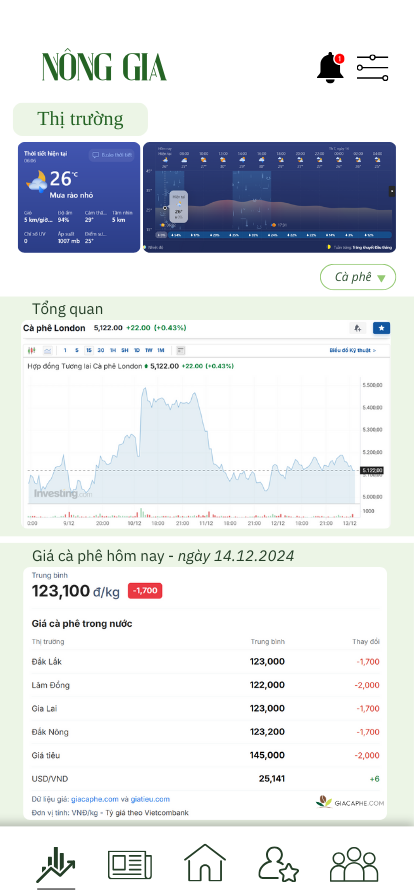 NÔNG GIA
!
Thị trường
Thời tiết hiện tại
26°C
Mưa rào nhỏ
Gió
Độ ẩm
Cảm thấ...
Tầm nhìn
5 km/giờ...
94%
29°
5 km
Chỉ số UV
Áp suất
Điểm sư...
0
1007 mb
25°
Cà phê
Tổng quan
Cà phê London 5,122.00 +22.00 (+0.43%)
1 5 15 30 1H 5H 1D 1W 1M
Biểu đồ Kỹ thuật »
Hợp đồng Tương lai Cà phê London 5,122.00 +22.00 (+0.43%)
5,500.00
5,400.00
5,300.00
5,200.00
5,122.00
5,000.00
Investing.com
1000
9/12 20:00 10/12 19:00 21:00 11/12 19:00 21:00 12/12 19:00 21:00 13/12
Giá cà phê hôm nay - ngày 14.12.2024
Trung bình
123,100 đ/kg -1,700
Giá cà phê trong nước
Thị trường Trung bình Thay đổi
Đắk Lắk 123,000 -1,700
Lâm Đồng 122,000 -2,000
Gia Lai 123,000 -1,700
Đắk Nông 123,200 -1,700
Giá tiêu 145,000 -2,000
USD/VND 25,141 +6
Dữ liệu giá: giacaphe.com và giatieu.com
GIACAPHE.COM
Đơn vị tính: VNĐ/kg - Tỷ giá theo Vietcombank